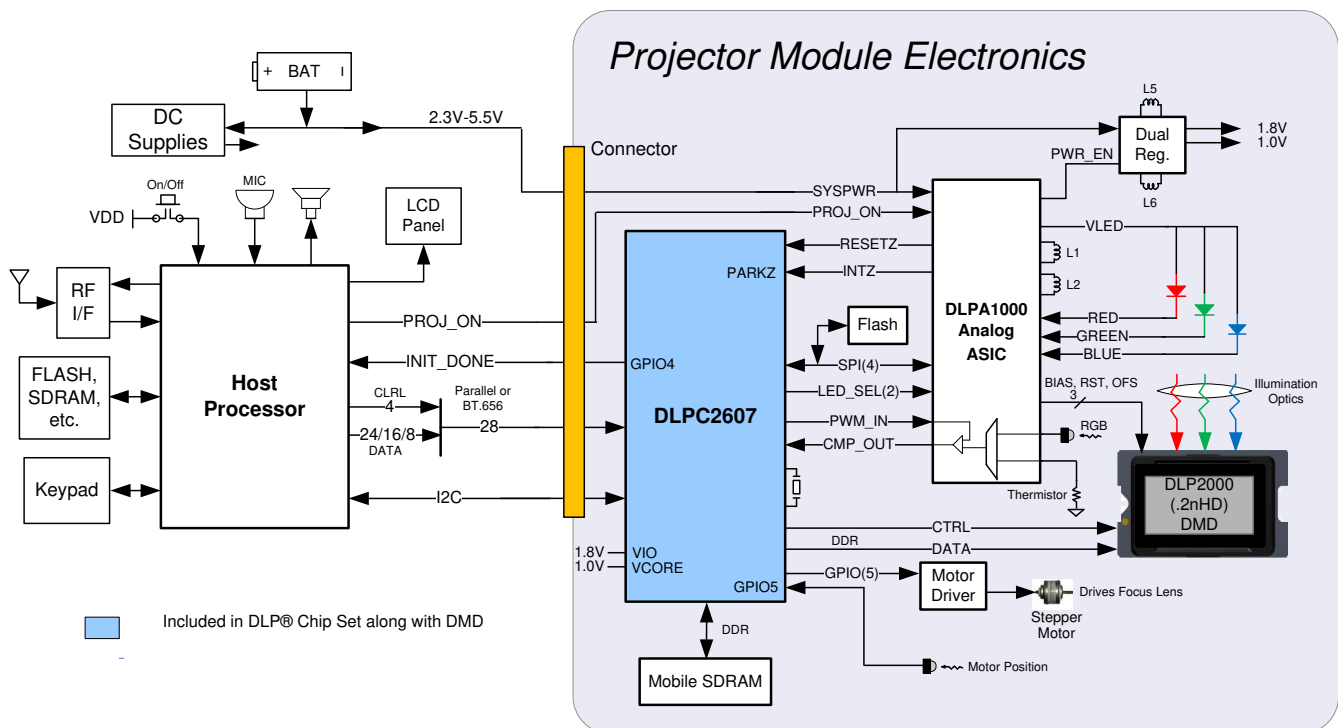 Projector Module Electronics
+ BAT I
DC
Supplies
2.3V-5.5V
Connector
L5
Dual
Reg.
1.8V
1.0V
PWR_EN
L6
On/Off
VDD
MIC
LCD
Panel
SYSPWR
PROJ_ON
RESETZ
PARKZ
INTZ
VLED
L1
L2
RF
I/F
DLPA1000
Analog
ASIC
RED
GREEN
BLUE
PROJ_ON
Flash
INIT_DONE
GPIO4
SPI(4)
FLASH,
SDRAM,
etc.
Host
Processor
CLRL
4
24/16/8
DATA
Parallel or
BT.656
28
DLPC2607
LED_SEL(2)
PWM_IN
CMP_OUT
BIAS, RST, OFS
3
Illumination
Optics
RGB
Thermistor
Keypad
I2C
DLP2000
(.2nHD)
DMD
CTRL
DDR
DATA
1.8V
VIO
1.0V
VCORE
GPIO(5)
GPIO5
Motor
Driver
Drives Focus Lens
Stepper
Motor
Included in DLP® Chip Set along with DMD
DDR
Motor Position
Mobile SDRAM